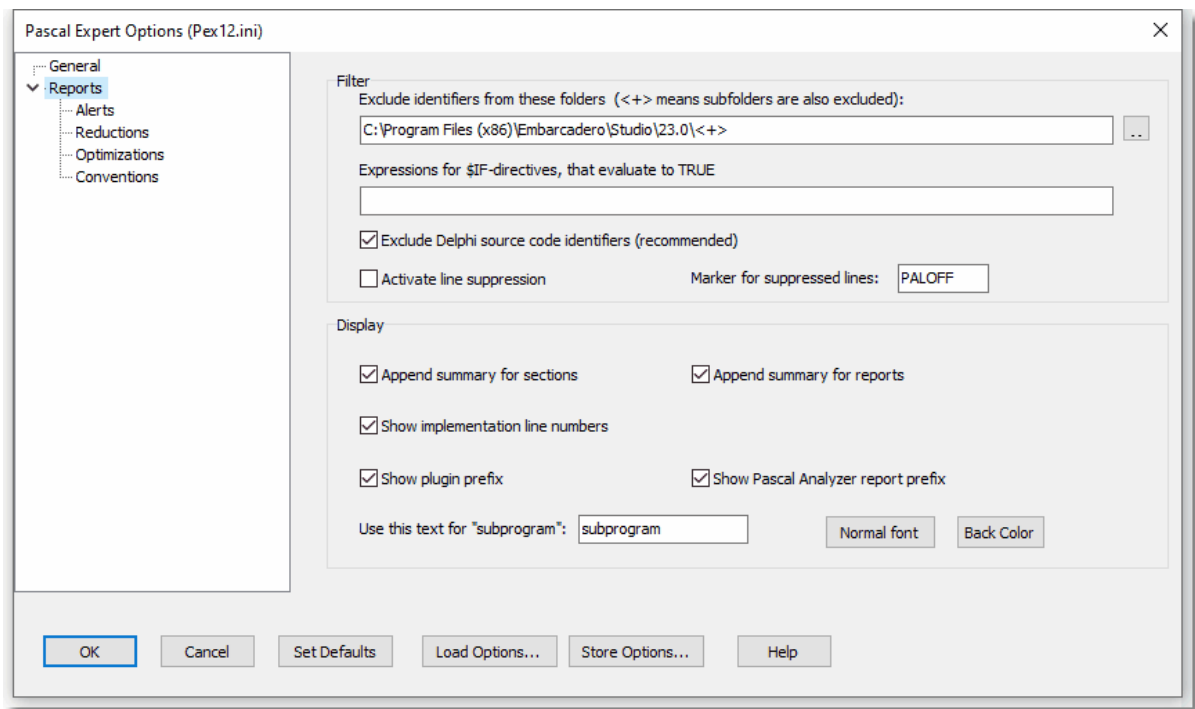 Pascal Expert Options (Pex12.ini)
General
Reports
Alerts
Reductions
Optimizations
Conventions
Filter
Exclude identifiers from these folders  (<+> means subfolders are also excluded):
C:\Program Files (x86)\Embarcadero\Studio\23.0\<+>
..
Expressions for $IF-directives, that evaluate to TRUE
Exclude Delphi source code identifiers (recommended)
Activate line suppression
Marker for suppressed lines:
PALOFF
Display
Append summary for sections
Append summary for reports
Show implementation line numbers
Show plugin prefix
Show Pascal Analyzer report prefix
Use this text for "subprogram":
subprogram
Normal font
Back Color
OK
Cancel
Set Defaults
Load Options...
Store Options...
Help